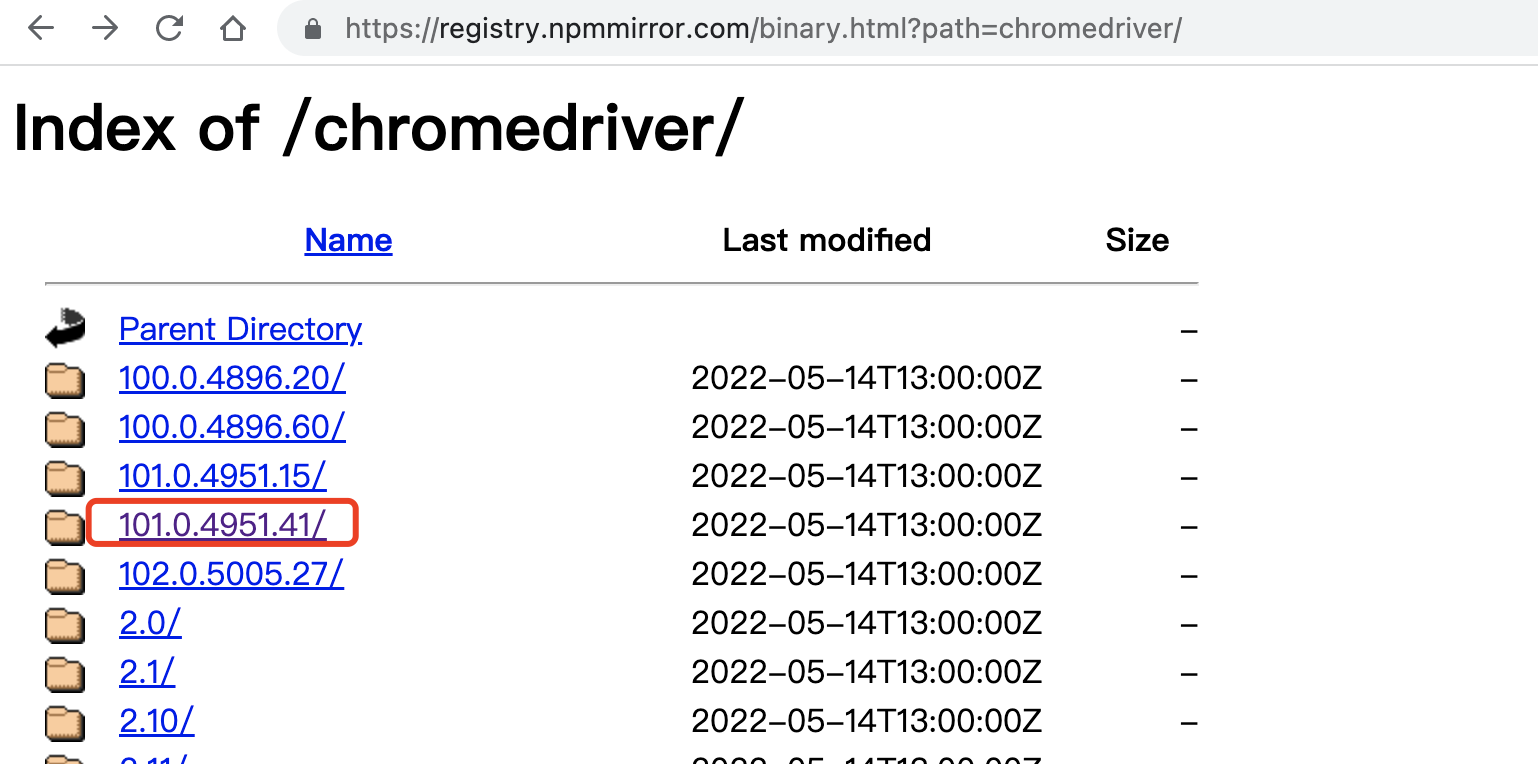 https://registry.npmmirror.com/binary.html?path=chromedriver/
Index of /chromedriver/
Name Last modified Size
Parent Directory –
100.0.4896.20/ 2022–05–14T13:00:00Z –
100.0.4896.60/ 2022–05–14T13:00:00Z –
101.0.4951.15/ 2022–05–14T13:00:00Z –
101.0.4951.41/ 2022–05–14T13:00:00Z –
102.0.5005.27/ 2022–05–14T13:00:00Z –
2.0/ 2022–05–14T13:00:00Z –
2.1/ 2022–05–14T13:00:00Z –
2.10/ 2022–05–14T13:00:00Z –